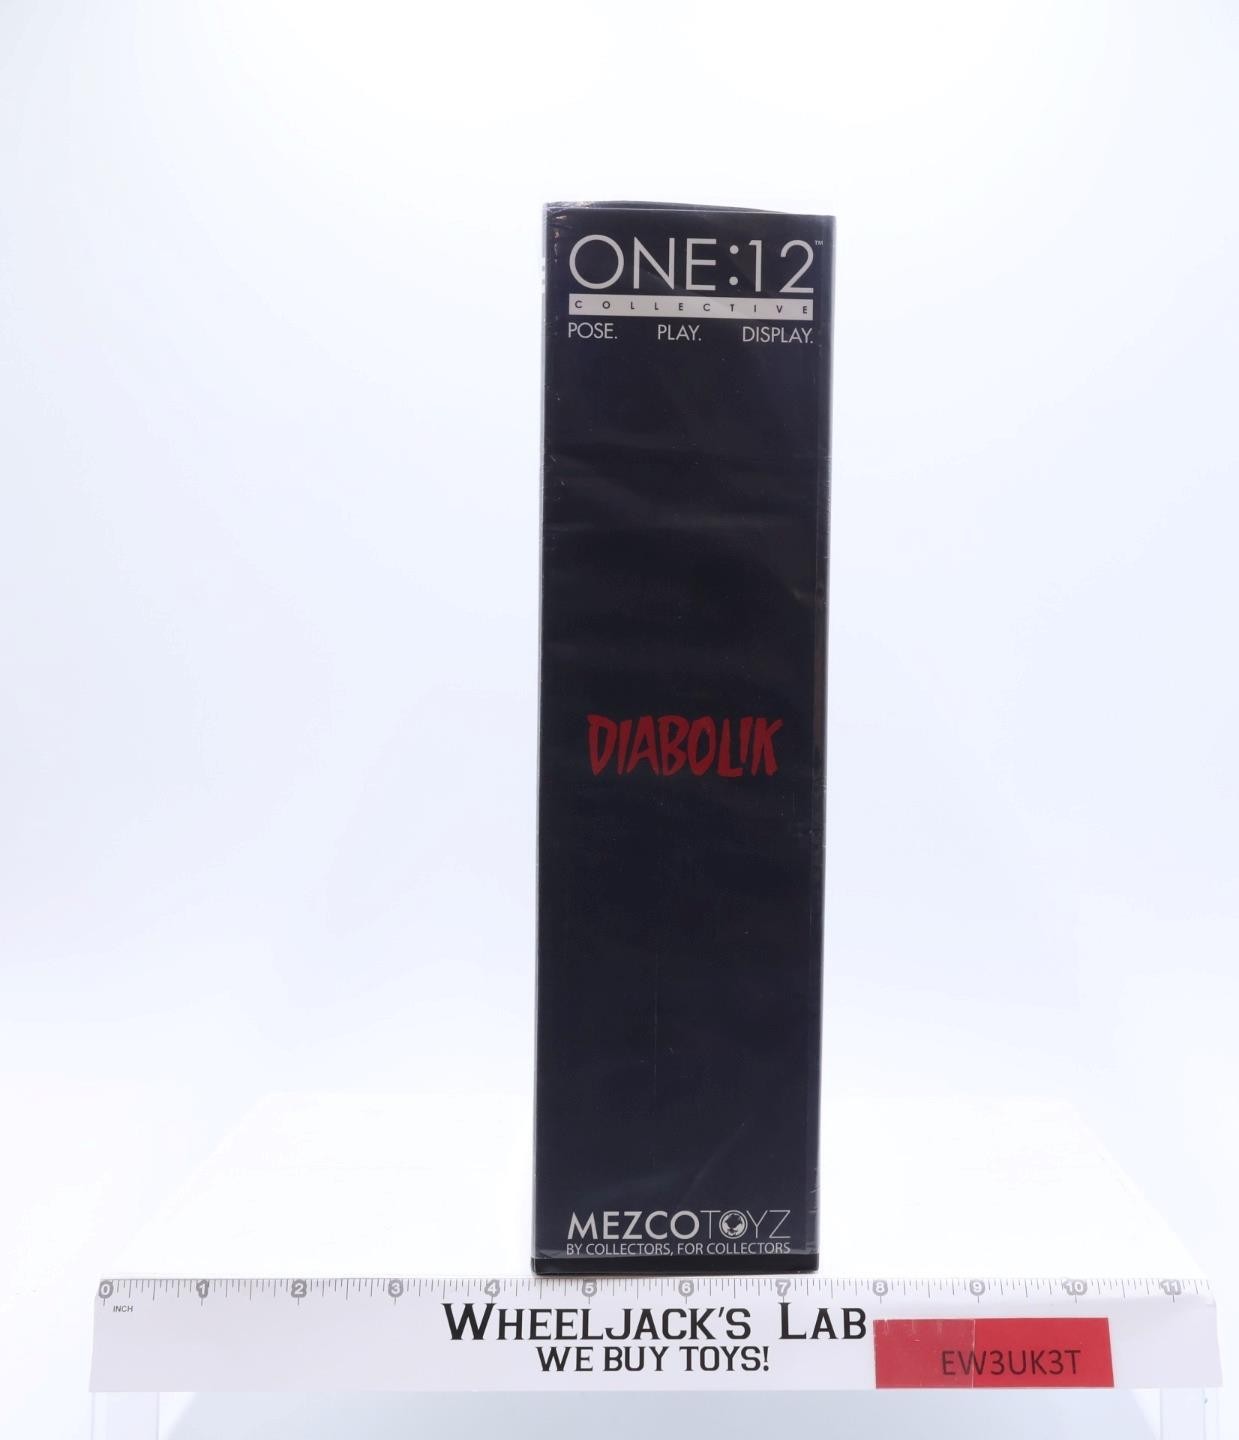 ONE:12™
COLLECTIVE
POSE. PLAY. DISPLAY.
DIABOLIK
MEZCOTOYZ
BY COLLECTORS, FOR COLLECTORS
0 1 2 3 4 5 6 7 8 9 10 11
INCH
WHEELJACK'S LAB
WE BUY TOYS!
EW3UK3T